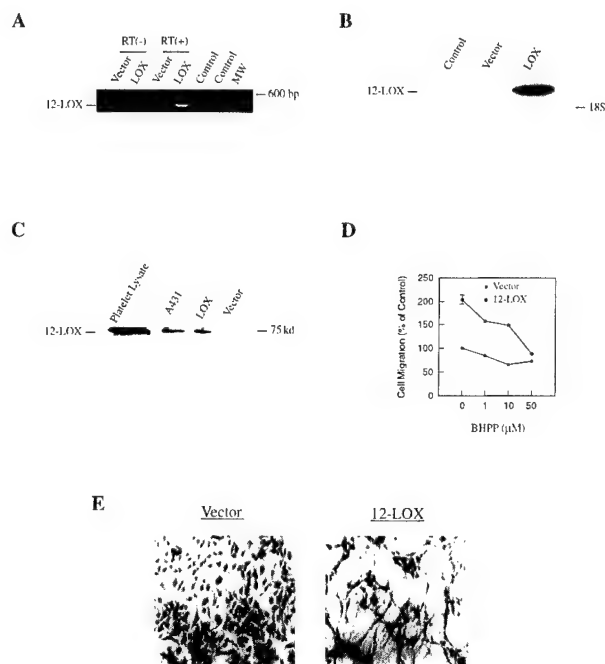 A
RT(-) RT(+)
Vector LOX Vector LOX Control Control MW
12-LOX
600 bp
B
Control Vector LOX
12-LOX
18S
C
Platelet Lysate A431 LOX Vector
12-LOX
75kd
D
Vector
12-LOX
Cell Migration (% of Control)
250
200
150
100
50
0
0 1 10 50
BHPP (μM)
E
Vector 12-LOX